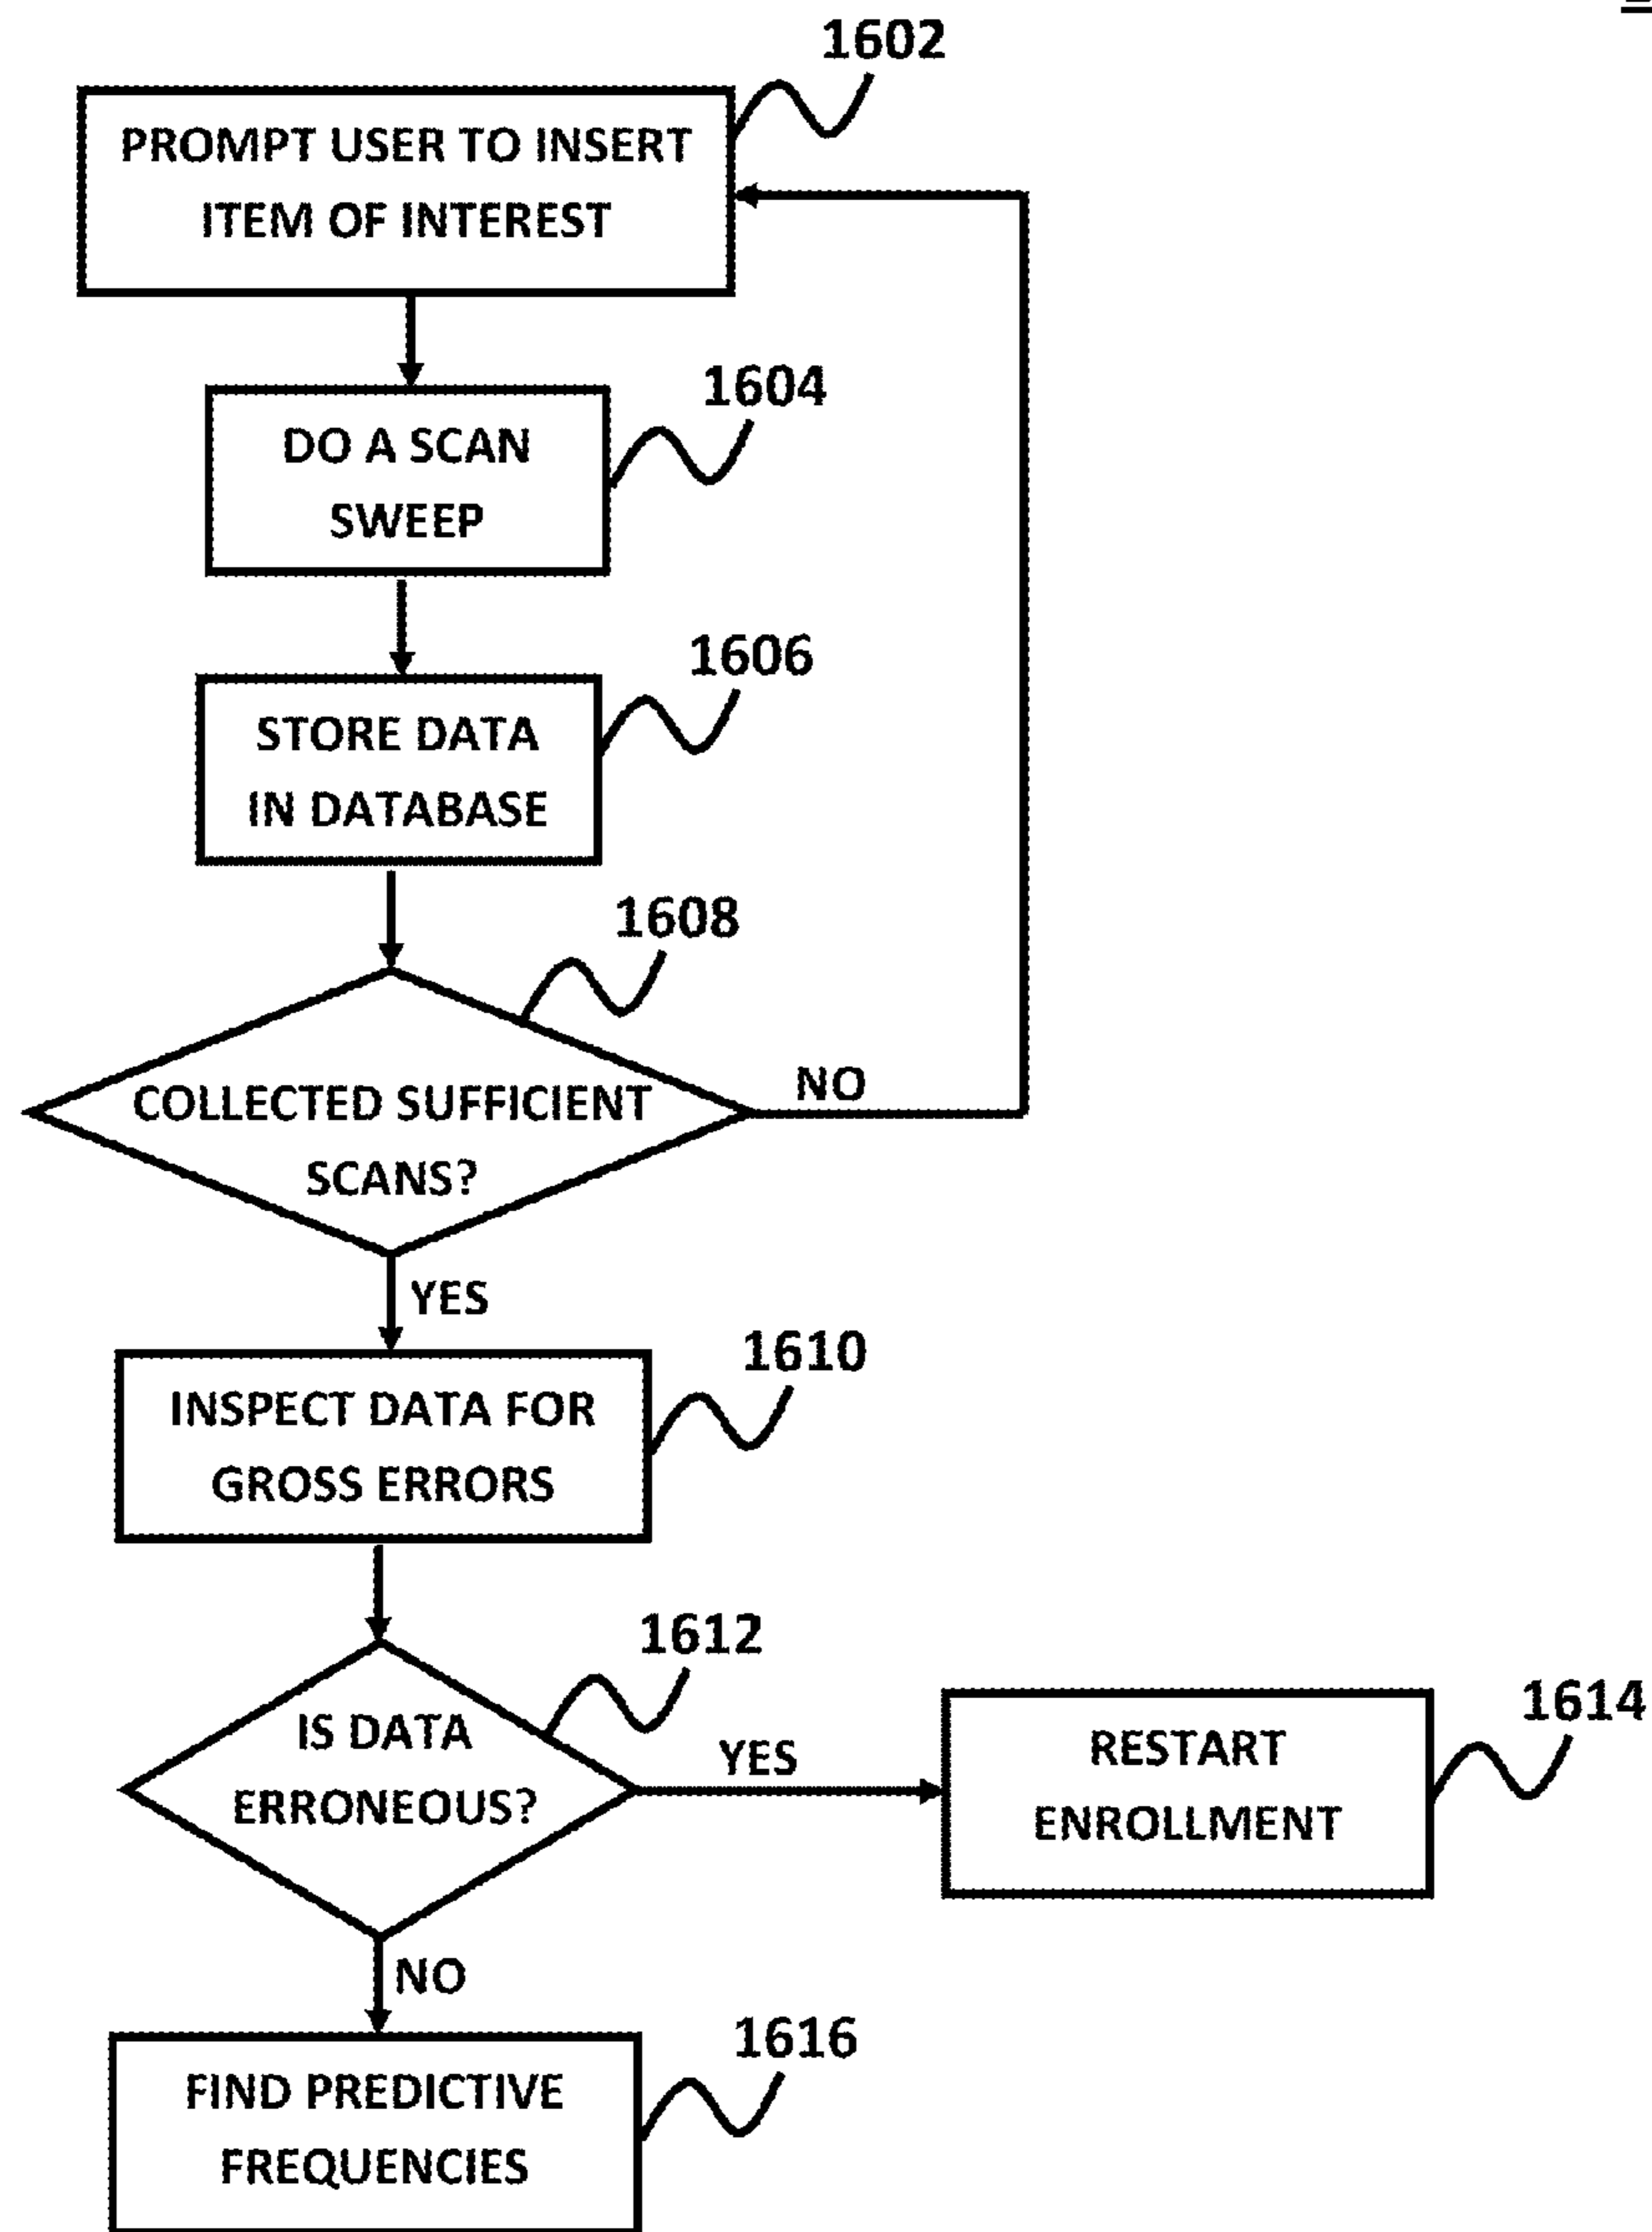 1602
PROMPT USER TO INSERT
ITEM OF INTEREST
1604
DO A SCAN
SWEEP
1606
STORE DATA
IN DATABASE
1608
COLLECTED SUFFICIENT
SCANS?
NO
YES
1610
INSPECT DATA FOR
GROSS ERRORS
1612
IS DATA
ERRONEOUS?
YES
1614
RESTART
ENROLLMENT
NO
1616
FIND PREDICTIVE
FREQUENCIES